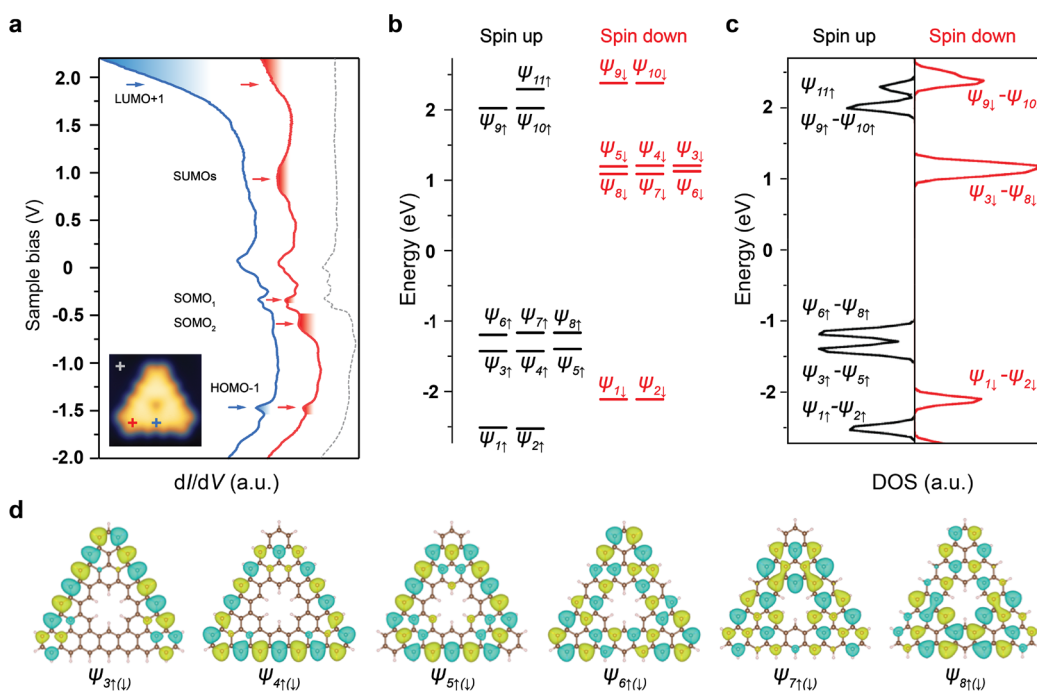 a
Sample bias (V)
2.0
1.5
1.0
0.5
0
-0.5
-1.0
-1.5
-2.0
LUMO+1
SUMOs
SOMO1
SOMO2
HOMO-1
dI/dV (a.u.)
b
Spin up Spin down
Energy (eV)
2
1
0
-1
-2
ψ11↑
ψ9↑ ψ10↑
ψ9↓ ψ10↓
ψ5↓ ψ4↓ ψ3↓
ψ8↓ ψ7↓ ψ6↓
ψ6↑ ψ7↑ ψ8↑
ψ3↑ ψ4↑ ψ5↑
ψ1↓ ψ2↓
ψ1↑ ψ2↑
c
Spin up Spin down
Energy (eV)
2
1
0
-1
-2
ψ11↑
ψ9↑-ψ10↑
ψ9↓-ψ10
ψ3↓-ψ8↓
ψ6↑-ψ8↑
ψ3↑-ψ5↑
ψ1↑-ψ2↑
ψ1↓-ψ2↓
DOS (a.u.)
d
ψ3↑(↓) ψ4↑(↓) ψ5↑(↓) ψ6↑(↓) ψ7↑(↓) ψ8↑(↓)